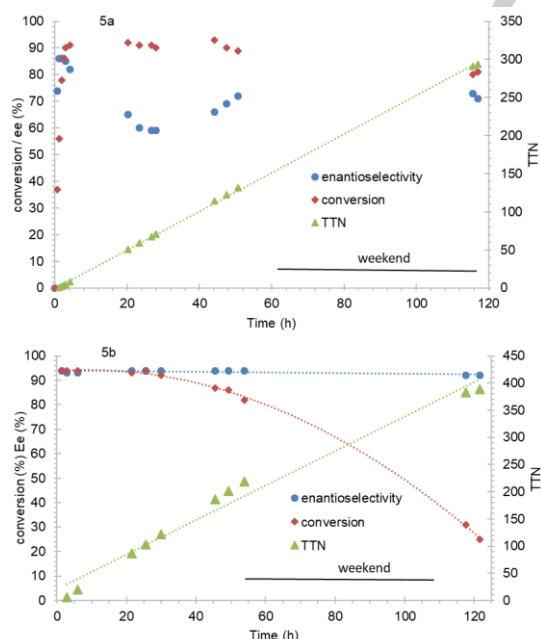 5a
conversion / ee (%)
100
90
80
70
60
50
40
30
20
10
0
350
300
250
200
150
100
50
0
TTN
enantioselectivity
conversion
TTN
weekend
0 20 40 60 80 100 120
Time (h)
5b
conversion (%) Ee (%)
100
90
80
70
60
50
40
30
20
10
0
450
400
350
300
250
200
150
100
50
0
TTN
enantioselectivity
conversion
TTN
weekend
0 20 40 60 80 100 120
Time (h)